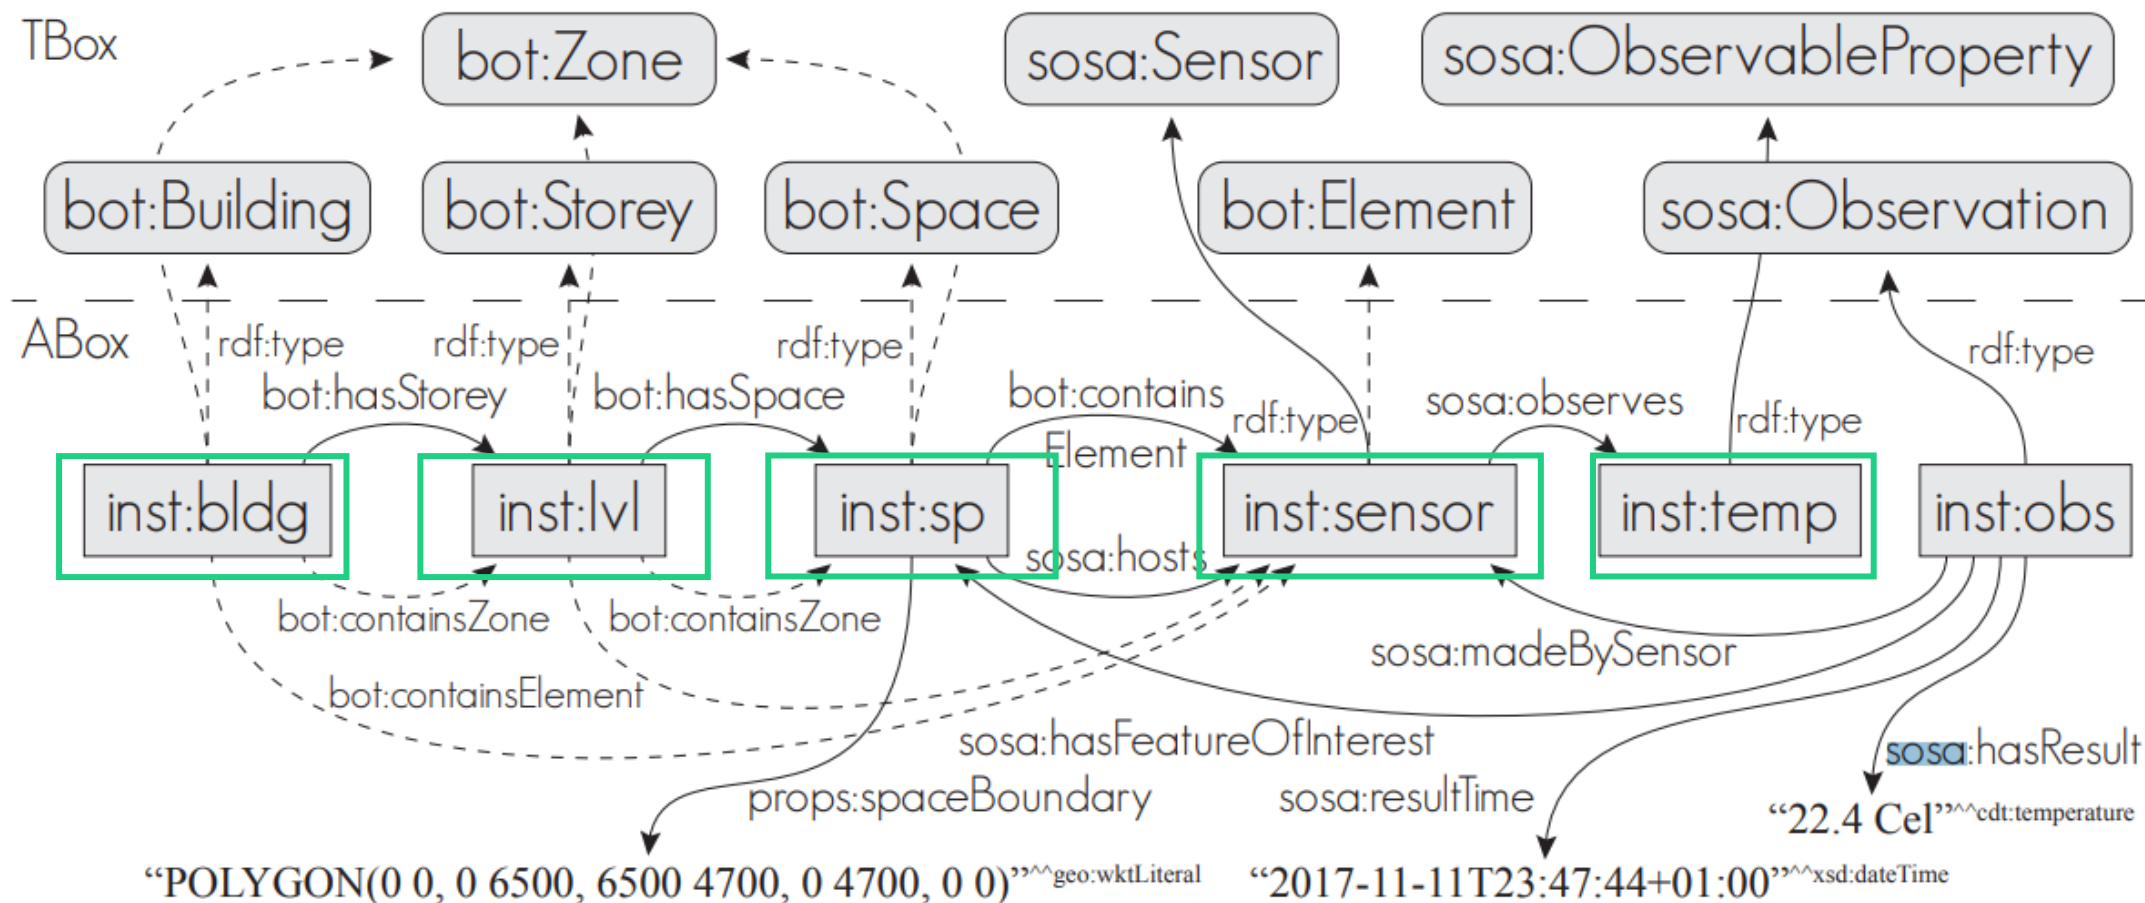 TBox
bot:Zone
sosa:Sensor
sosa:ObservableProperty
bot:Building
bot:Storey
bot:Space
bot:Element
sosa:Observation
ABox
rdf:type
rdf:type
rdf:type
rdf:type
bot:hasStorey
bot:hasSpace
bot:contains
Element
rdf:type
sosa:observes
rdf:type
inst:bldg
inst:lvl
inst:sp
inst:sensor
inst:temp
inst:obs
sosa:hosts
bot:containsZone
bot:containsZone
sosa:madeBySensor
bot:containsElement
sosa:hasFeatureOfInterest
sosa:hasResult
props:spaceBoundary
sosa:resultTime
“22.4 Cel”^^cdt:temperature
“POLYGON(0 0, 0 6500, 6500 4700, 0 4700, 0 0)”^^geo:wktLiteral
“2017-11-11T23:47:44+01:00”^^xsd:dateTime